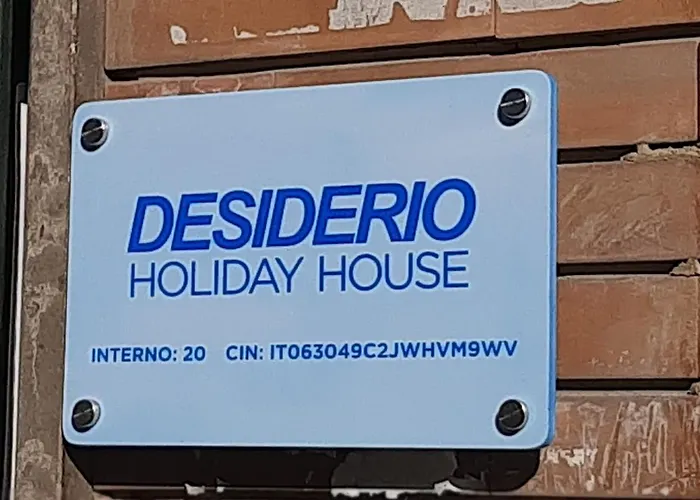 DESIDERIO
HOLIDAY HOUSE
INTERNO: 20 CIN: IT063049C2JWHVM9WV